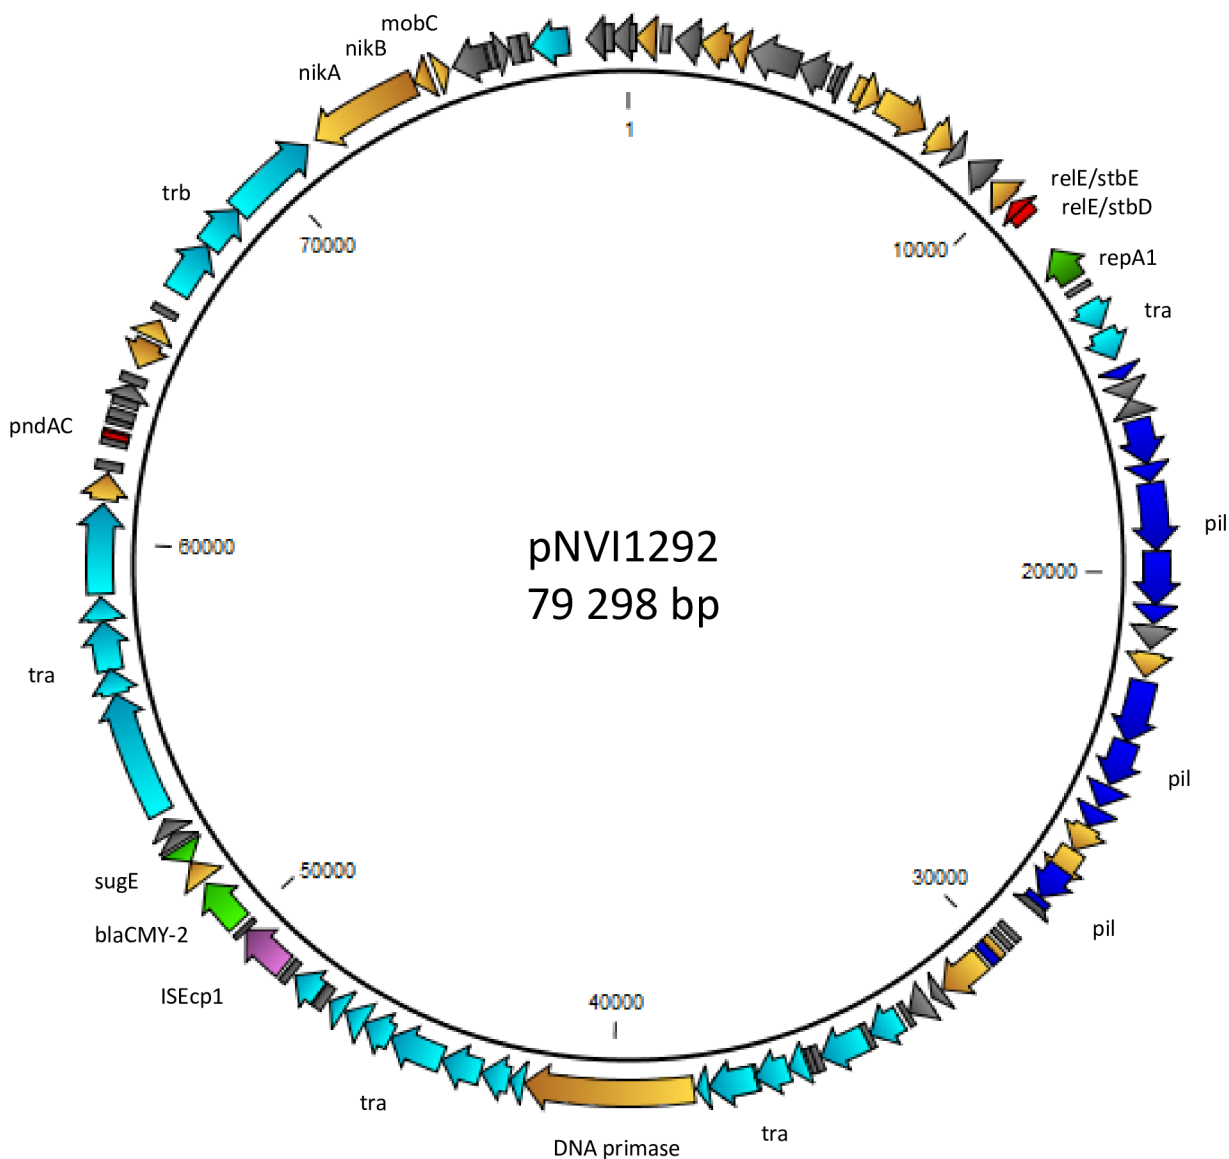 mobC
nikB
nikA
1
trb
70000
relE/stbE
relE/stbD
10000
repA1
tra
pndAC
pil
60000
pNVI1292
79 298 bp
20000
tra
pil
50000
30000
sugE
blaCMY-2
pil
ISEcp1
40000
tra
tra
DNA primase